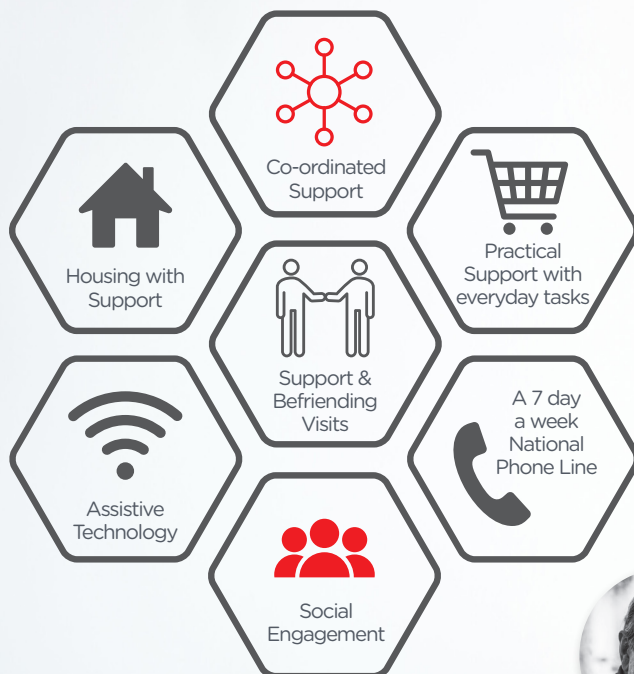 Co-ordinated
Support
Housing with
Support
Practical
Support with
everyday tasks
Support &
Befriending
Visits
Assistive
Technology
A 7 day
a week
National
Phone Line
Social
Engagement